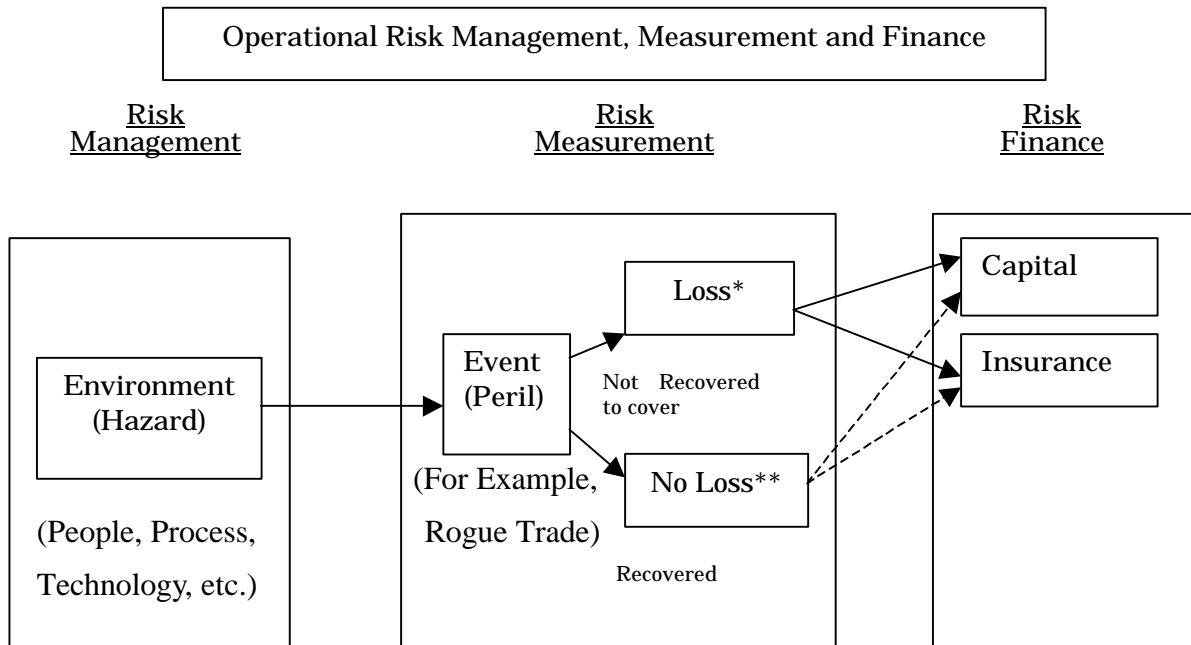 Operational Risk Management, Measurement and Finance
Risk
Management
Risk
Measurement
Risk
Finance
Environment
(Hazard)
(People, Process,
Technology, etc.)
Event
(Peril)
(For Example,
Rogue Trade)
Loss*
Not Recovered
to cover
No Loss**
Recovered
Capital
Insurance